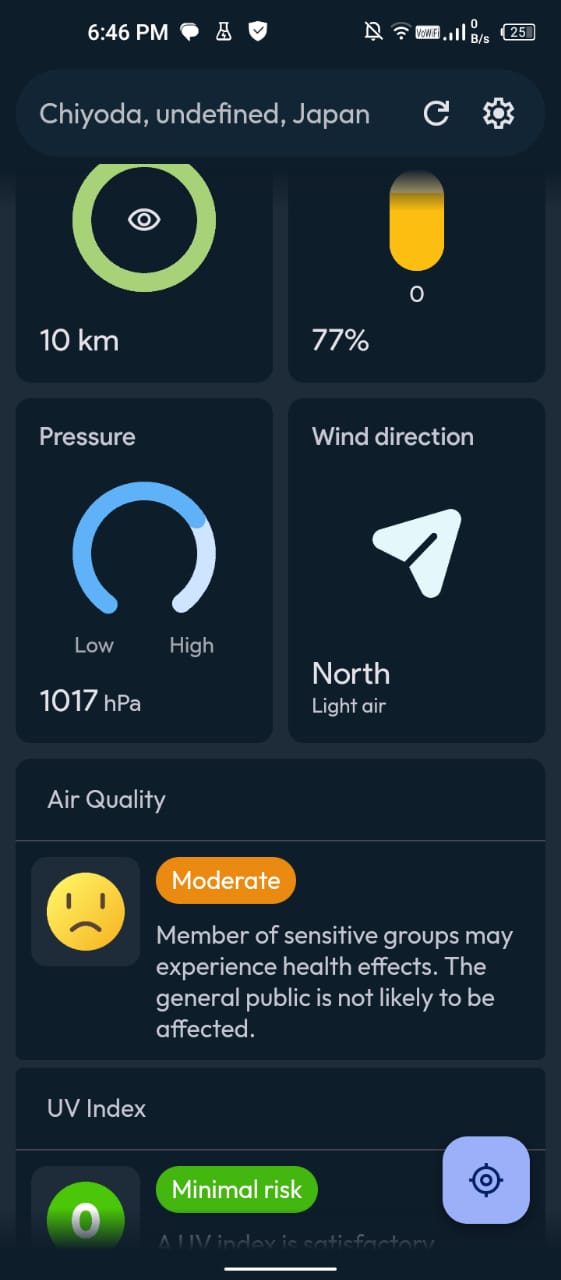 6:46 PM
VoWiFi
0
B/s
25
Chiyoda, undefined, Japan
0
10 km
77%
Pressure
Wind direction
Low
High
1017 hPa
North
Light air
Air Quality
Moderate
Member of sensitive groups may
experience health effects. The
general public is not likely to be
affected.
UV Index
0
Minimal risk
A UV index is satisfactory